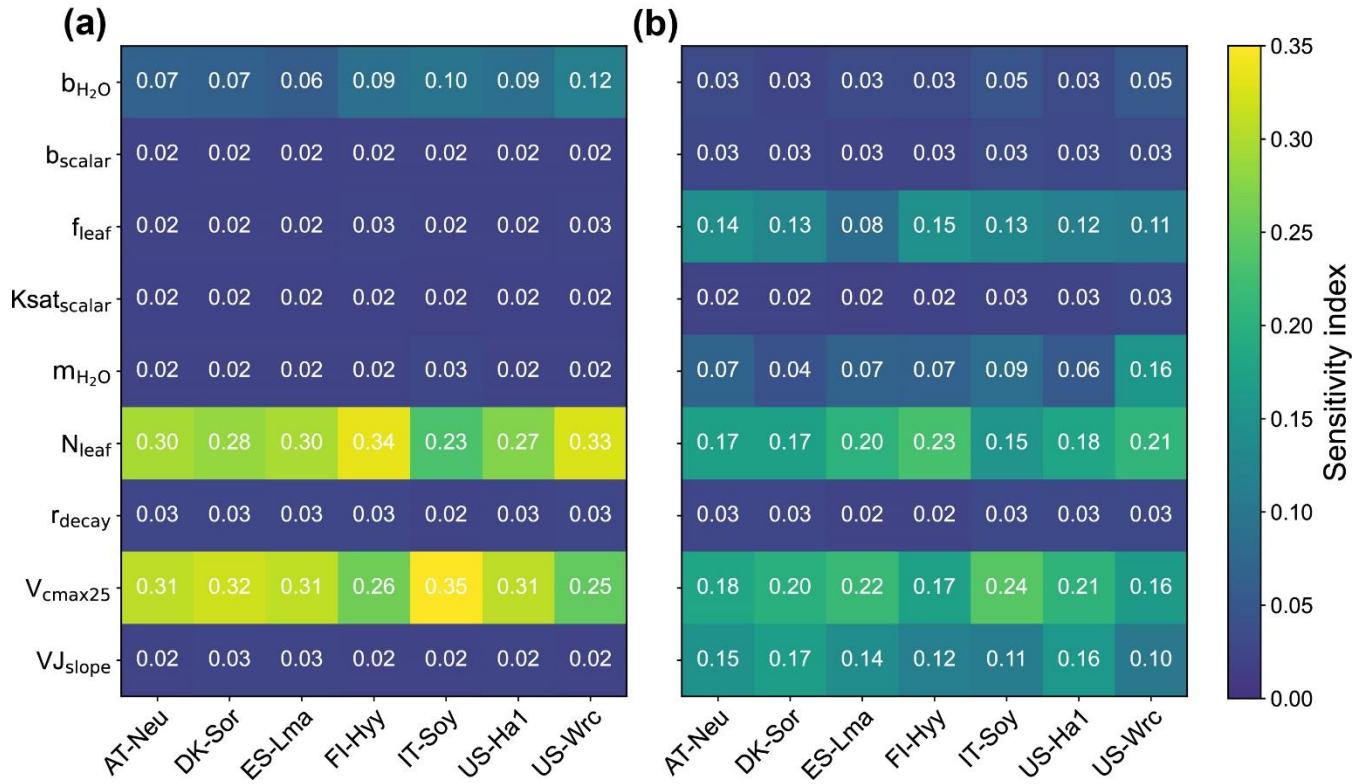 (a) (b)
b_H₂O 0.07 0.07 0.06 0.09 0.10 0.09 0.12 0.03 0.03 0.03 0.03 0.05 0.03 0.05
b_scalar 0.02 0.02 0.02 0.02 0.02 0.02 0.02 0.03 0.03 0.03 0.03 0.03 0.03 0.03
f_leaf 0.02 0.02 0.02 0.03 0.02 0.02 0.03 0.14 0.13 0.08 0.15 0.13 0.12 0.11
Ksat_scalar 0.02 0.02 0.02 0.02 0.02 0.02 0.02 0.02 0.02 0.02 0.02 0.03 0.03 0.03
m_H₂O 0.02 0.02 0.02 0.02 0.03 0.02 0.02 0.07 0.04 0.07 0.07 0.09 0.06 0.16
N_leaf 0.30 0.28 0.30 0.34 0.23 0.27 0.33 0.17 0.17 0.20 0.23 0.15 0.18 0.21
r_decay 0.03 0.03 0.03 0.03 0.02 0.03 0.03 0.03 0.03 0.02 0.02 0.03 0.03 0.03
V_cmax25 0.31 0.32 0.31 0.26 0.35 0.31 0.25 0.18 0.20 0.22 0.17 0.24 0.21 0.16
VJ_slope 0.02 0.03 0.03 0.02 0.02 0.02 0.02 0.15 0.17 0.14 0.12 0.11 0.16 0.10
AT-Neu DK-Sor ES-Lma FI-Hyy IT-Soy US-Ha1 US-Wrc AT-Neu DK-Sor ES-Lma FI-Hyy IT-Soy US-Ha1 US-Wrc
0.35
0.30
0.25
0.20
0.15
0.10
0.05
0.00
Sensitivity index